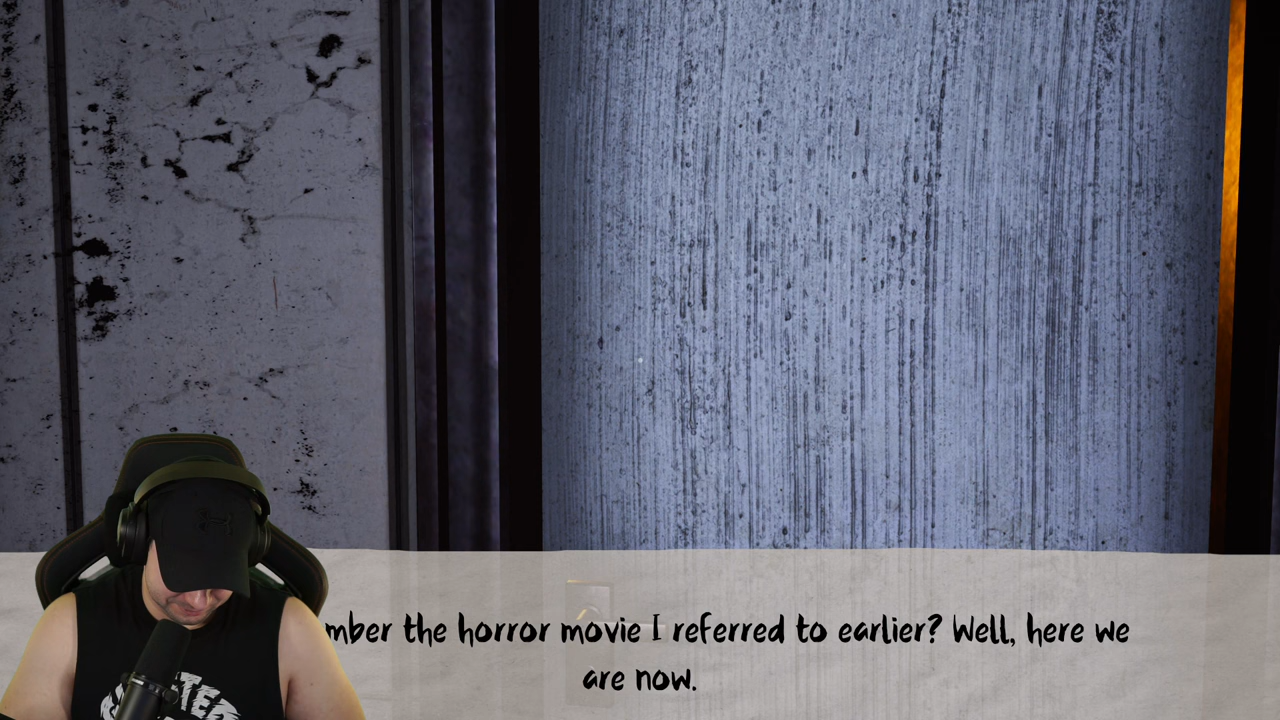 mber the horror movie I referred to earlier? Well, here we
are now.